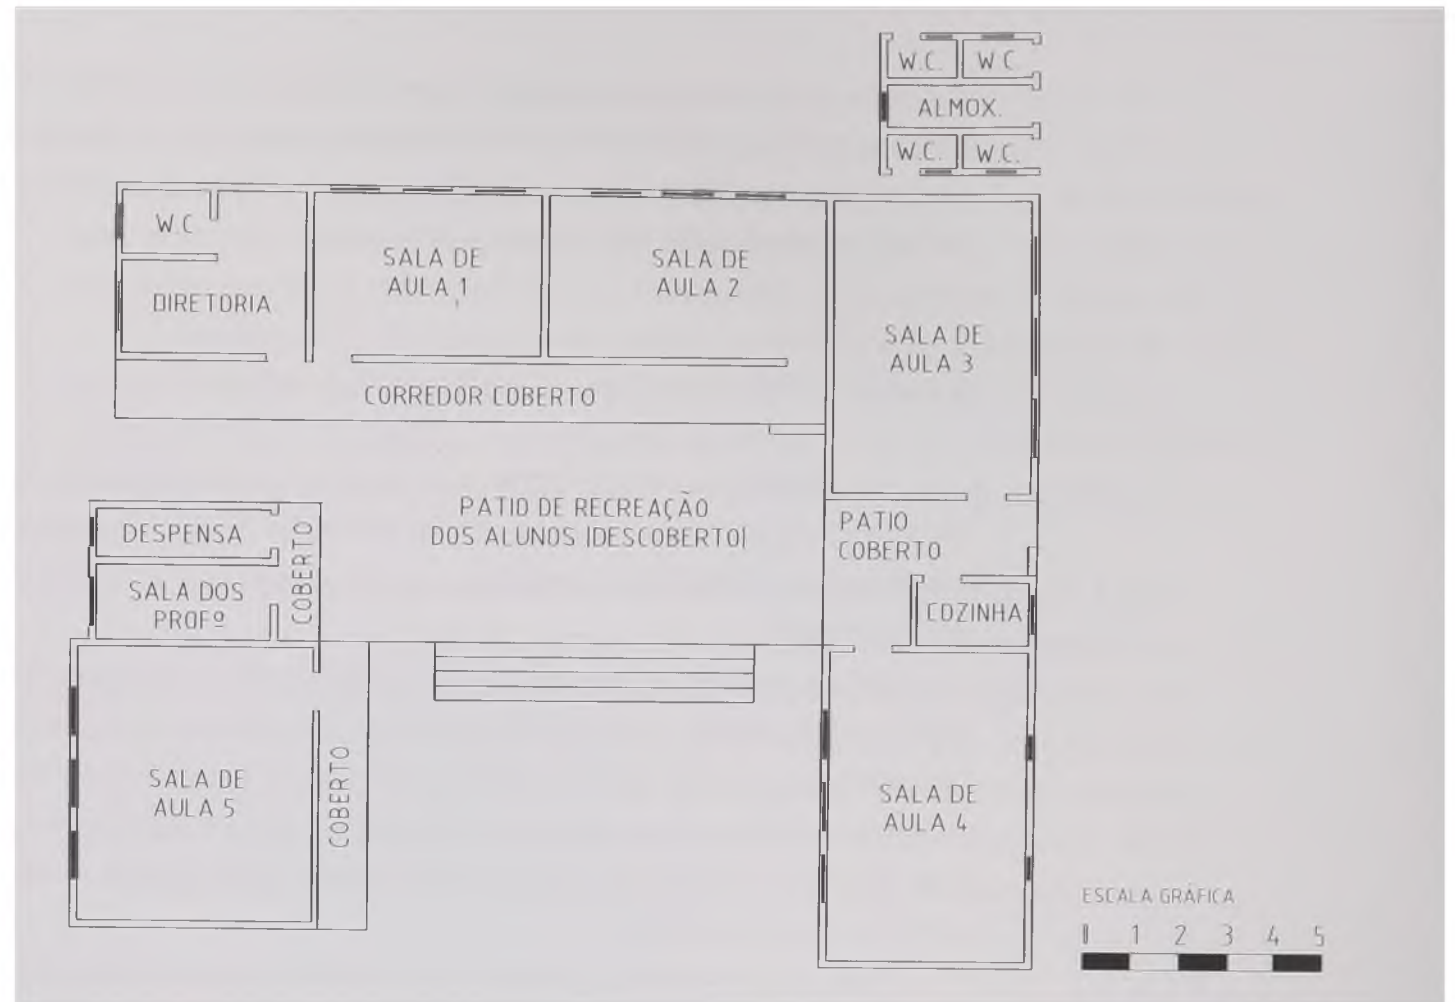 W.C.
W C.
ALMOX.
W.C.
W.C.
W.C
DIRETORIA
SALA DE
AULA 1
SALA DE
AULA 2
SALA DE
AULA 3
CORREDOR COBERTO
PATIO DE RECREAÇÃO
DOS ALUNOS |DESCOBERTO|
PATIO
COBERTO
DESPENSA
COBERTO
SALA DOS
PROFº
COZINHA
SALA DE
AULA 5
COBERTO
SALA DE
AULA 4
ESCALA GRÁFICA
0 1 2 3 4 5